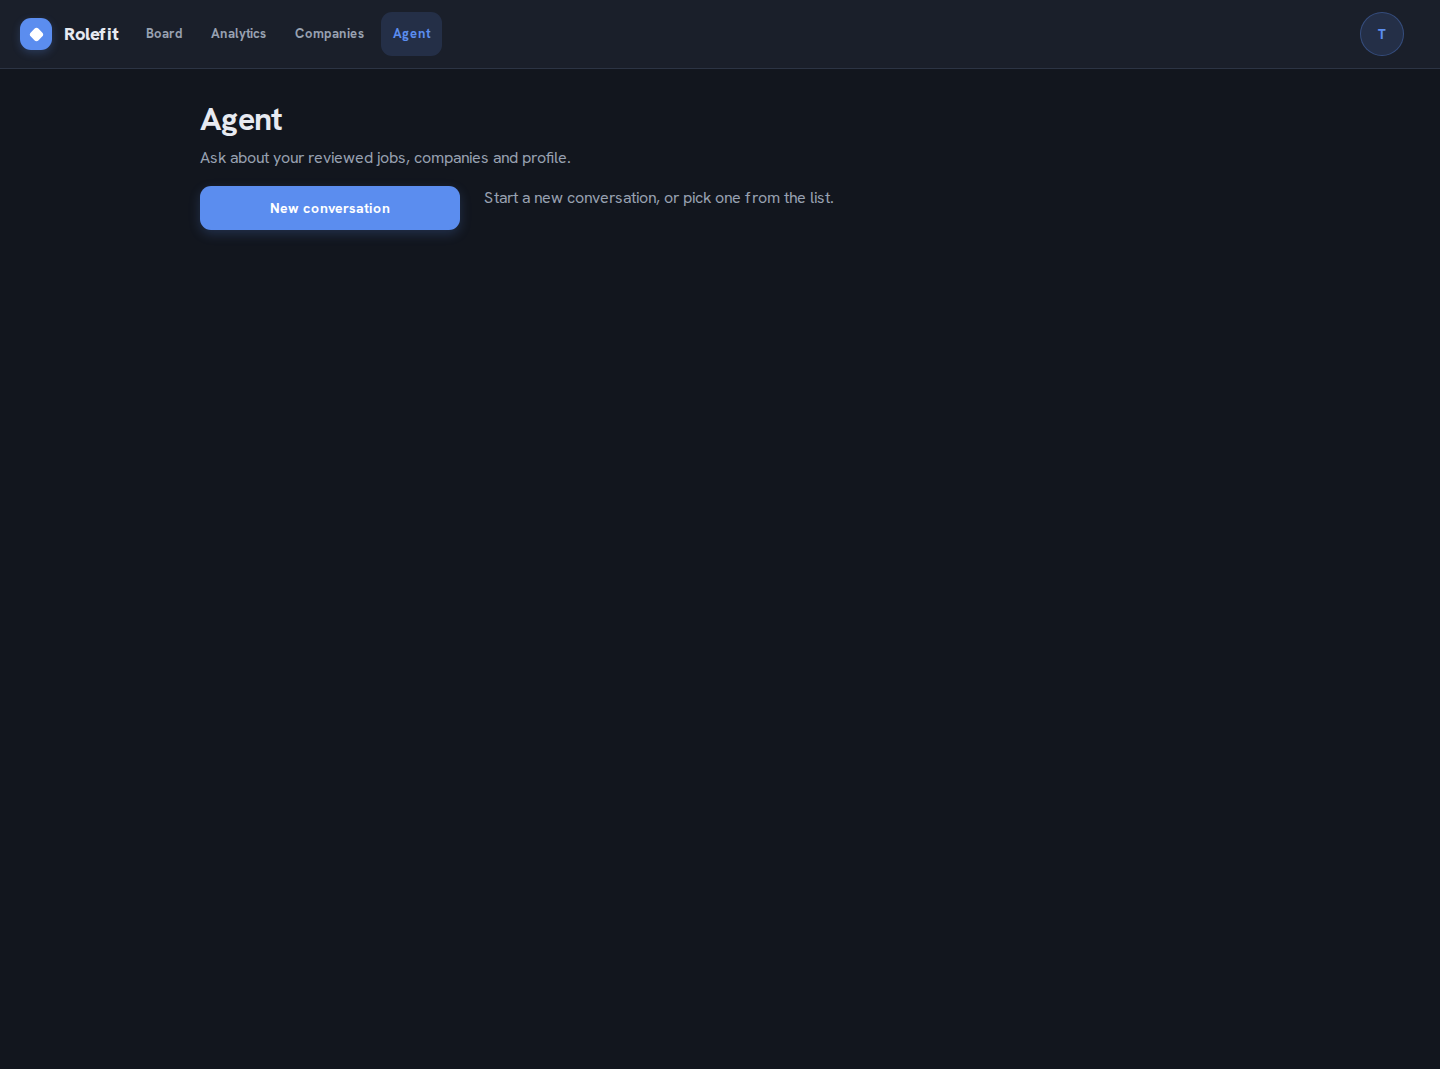 Rolefit
Board
Analytics
Companies
Agent
T
Agent
Ask about your reviewed jobs, companies and profile.
New conversation
Start a new conversation, or pick one from the list.